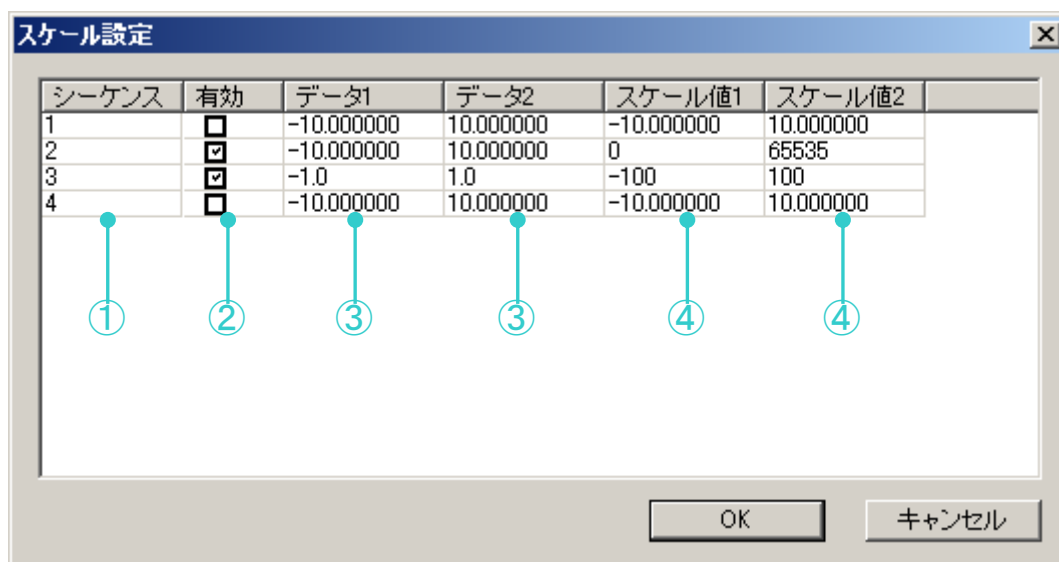 スケール設定
シーケンス 有効 データ1 データ2 スケール値1 スケール値2
1 -10.000000 10.000000 -10.000000 10.000000
2 -10.000000 10.000000 0 65535
3 -1.0 1.0 -100 100
4 -10.000000 10.000000 -10.000000 10.000000
① ② ③ ③ ④ ④
OK キャンセル